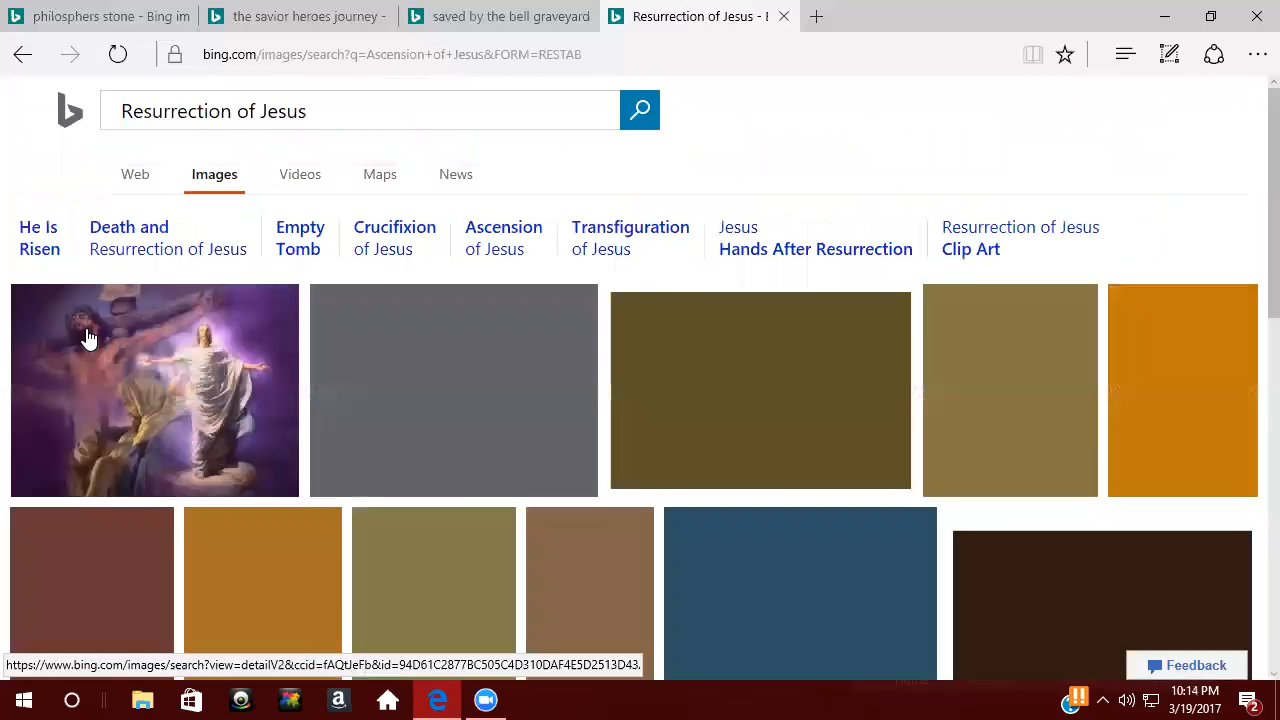 philosphers stone - Bing im
the savior heroes journey -
saved by the bell graveyard
Resurrection of Jesus - B
bing.com/images/search?q=Ascension+of+Jesus&FORM=RESTAB
Resurrection of Jesus
Web
Images
Videos
Maps
News
He Is
Risen
Death and
Resurrection of Jesus
Empty
Tomb
Crucifixion
of Jesus
Ascension
of Jesus
Transfiguration
of Jesus
Jesus
Hands After Resurrection
Resurrection of Jesus
Clip Art
https://www.bing.com/images/search?view=detailV2&ccid=fAQtJeFb&id=94D61C2877BC505C4D310DAF4E5D2513D43.
Feedback
10:14 PM
3/19/2017
2